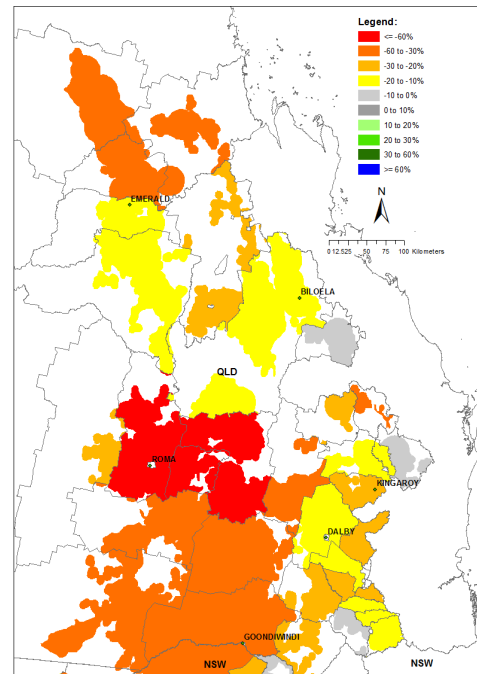 Legend:
<= -60%
-60 to -30%
-30 to -20%
-20 to -10%
-10 to 0%
0 to 10%
10 to 20%
20 to 30%
30 to 60%
>= 60%
N
0 12.525 50 75 100 Kilometers
EMERALD
BILOELA
QLD
ROMA
KINGAROY
DALBY
GOONDIWINDI
NSW NSW